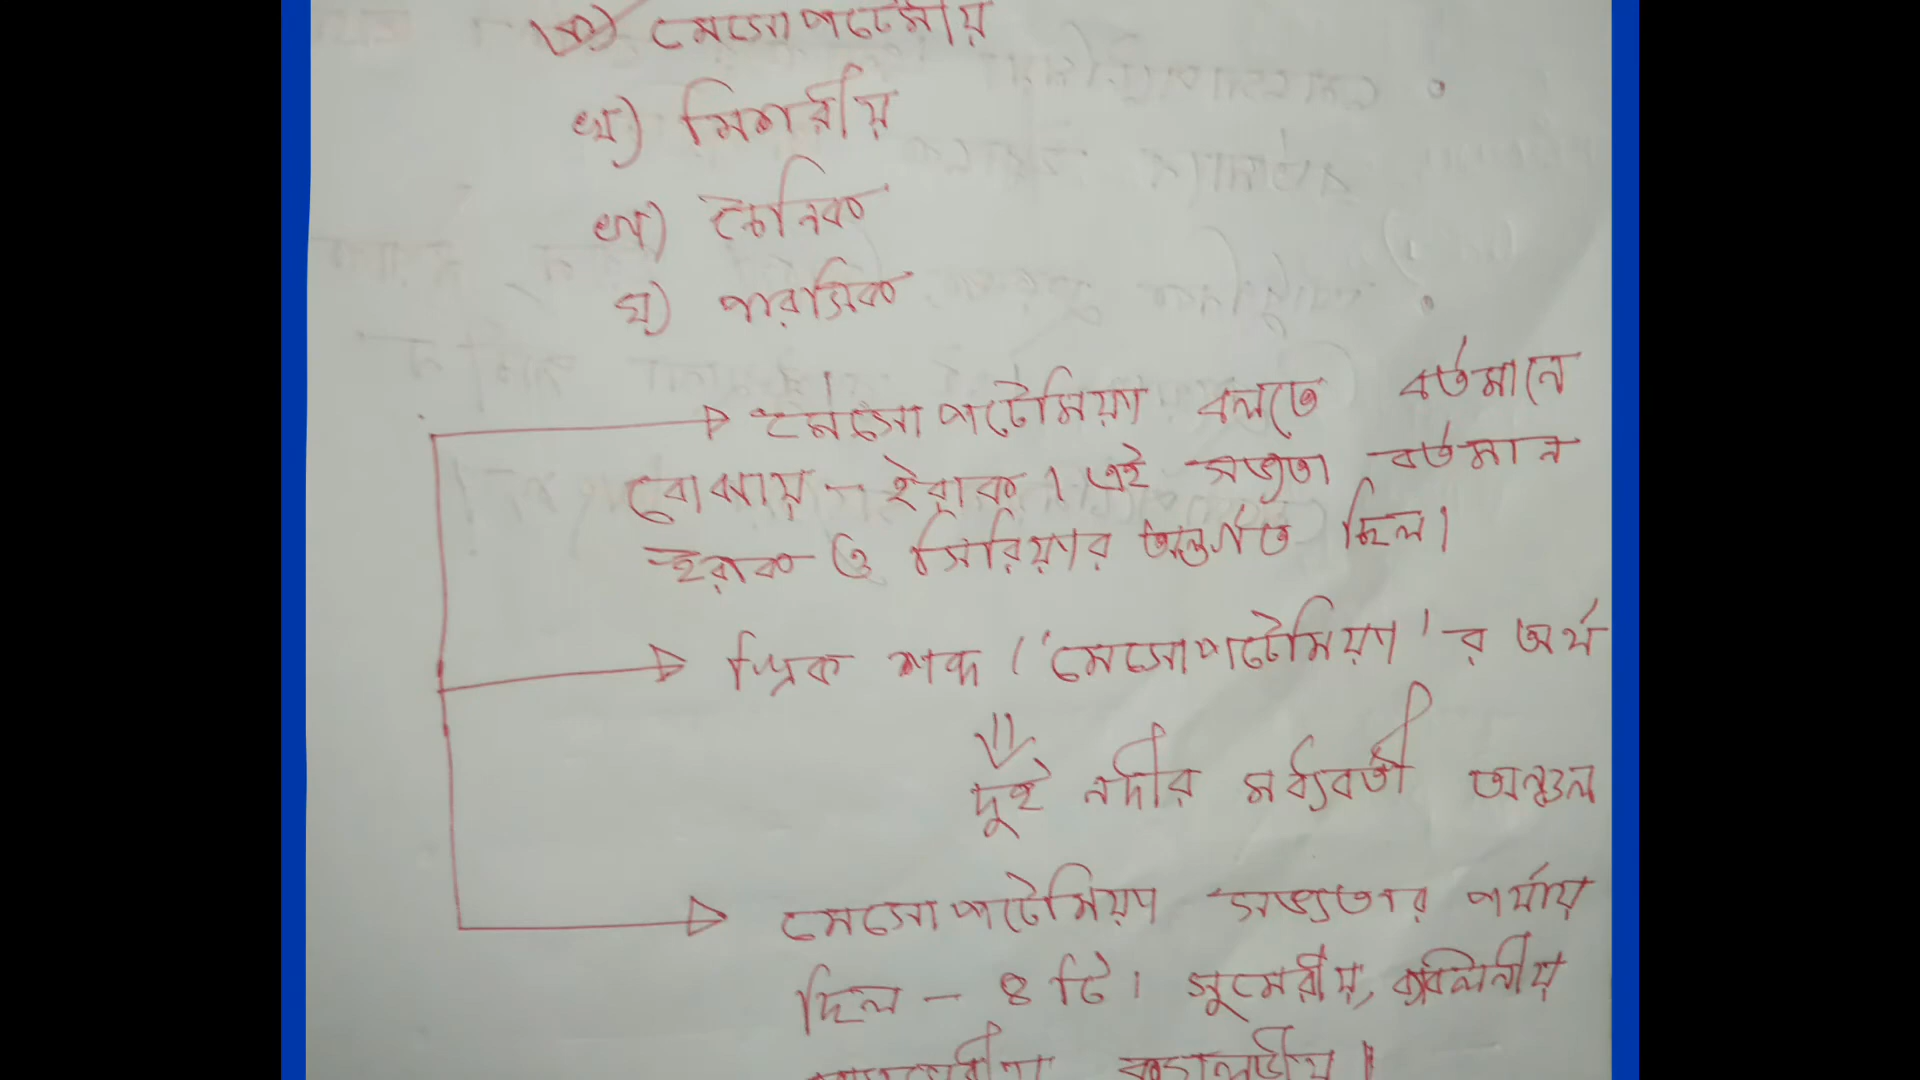 ক) মেসোপটেমীয়
খ) মিশরীয়
গ) চৈনিক
ঘ) পারসিক
মেসোপটেমিয়া বলতে বর্তমানে
বোঝায় - ইরাক। এই সভ্যতা বর্তমান
ইরাক ও সিরিয়ার অন্তর্গত ছিল।
গ্রিক শব্দ। 'মেসোপটেমিয়া'র অর্থ
দুই নদীর মধ্যবর্তী অঞ্চল
মেসোপটেমিয়া সভ্যতার পর্যায়
ছিল - ৪ টি। সুমেরীয়, ব্যবিলনীয়
ক্যালডীয়।